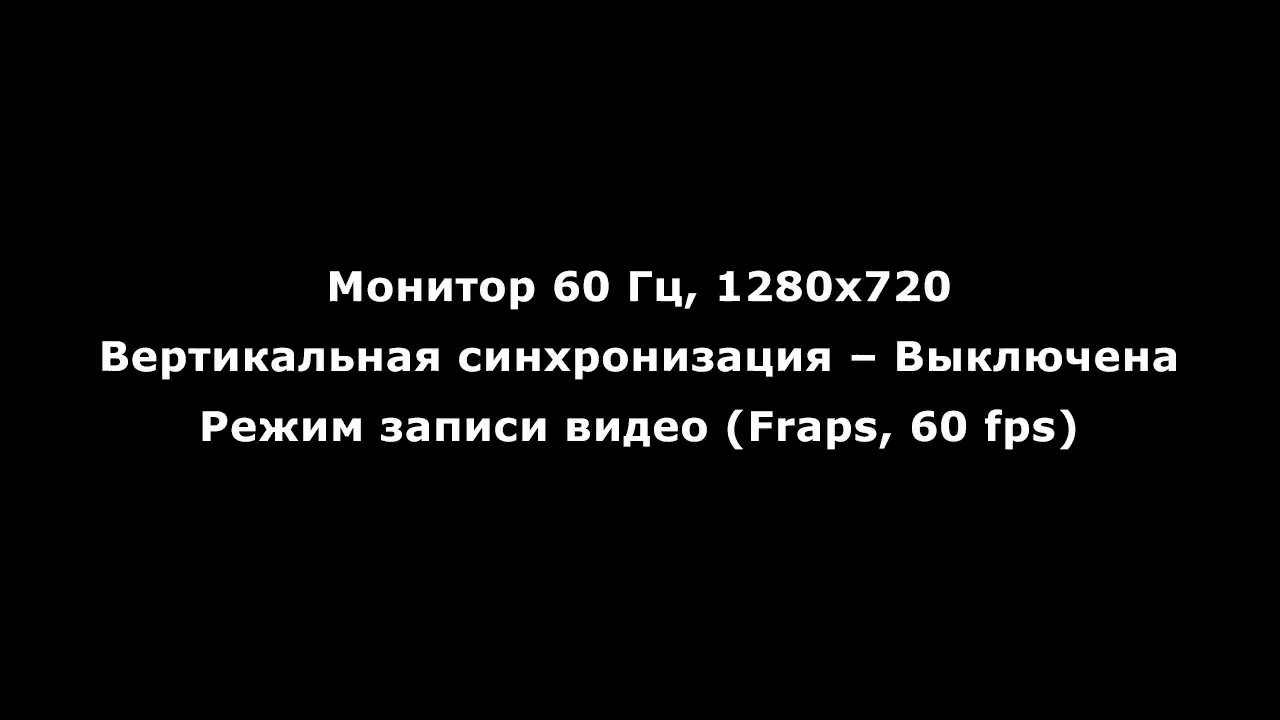 Монитор 60 Гц, 1280x720
Вертикальная синхронизация – Выключена
Режим записи видео (Fraps, 60 fps)